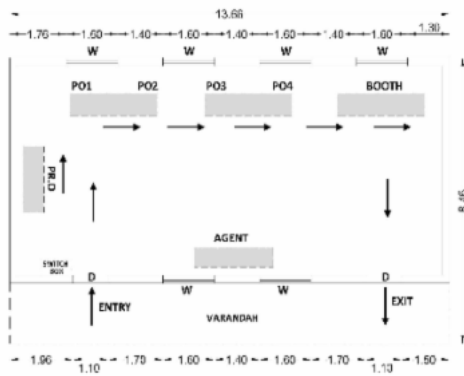 13.66
1.76 1.60 1.40 1.60 1.40 1.60 1.40 1.60 1.30
W W W W
PO1 PO2 PO3 PO4 BOOTH
PR.O
8.46
AGENT
SWITCH BOX
D D
W W
ENTRY EXIT
VARANDAH
1.96 1.70 1.60 1.40 1.60 1.70 1.50
1.10 1.10